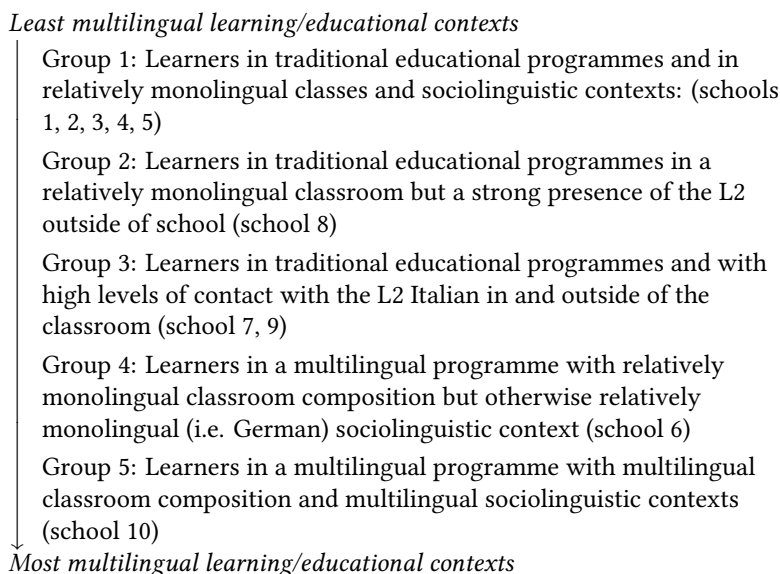 Least multilingual learning/educational contexts
Group 1: Learners in traditional educational programmes and in
relatively monolingual classes and sociolinguistic contexts: (schools
1, 2, 3, 4, 5)
Group 2: Learners in traditional educational programmes in a
relatively monolingual classroom but a strong presence of the L2
outside of school (school 8)
Group 3: Learners in traditional educational programmes and with
high levels of contact with the L2 Italian in and outside of the
classroom (school 7, 9)
Group 4: Learners in a multilingual programme with relatively
monolingual classroom composition but otherwise relatively
monolingual (i.e. German) sociolinguistic context (school 6)
Group 5: Learners in a multilingual programme with multilingual
classroom composition and multilingual sociolinguistic contexts
(school 10)
Most multilingual learning/educational contexts